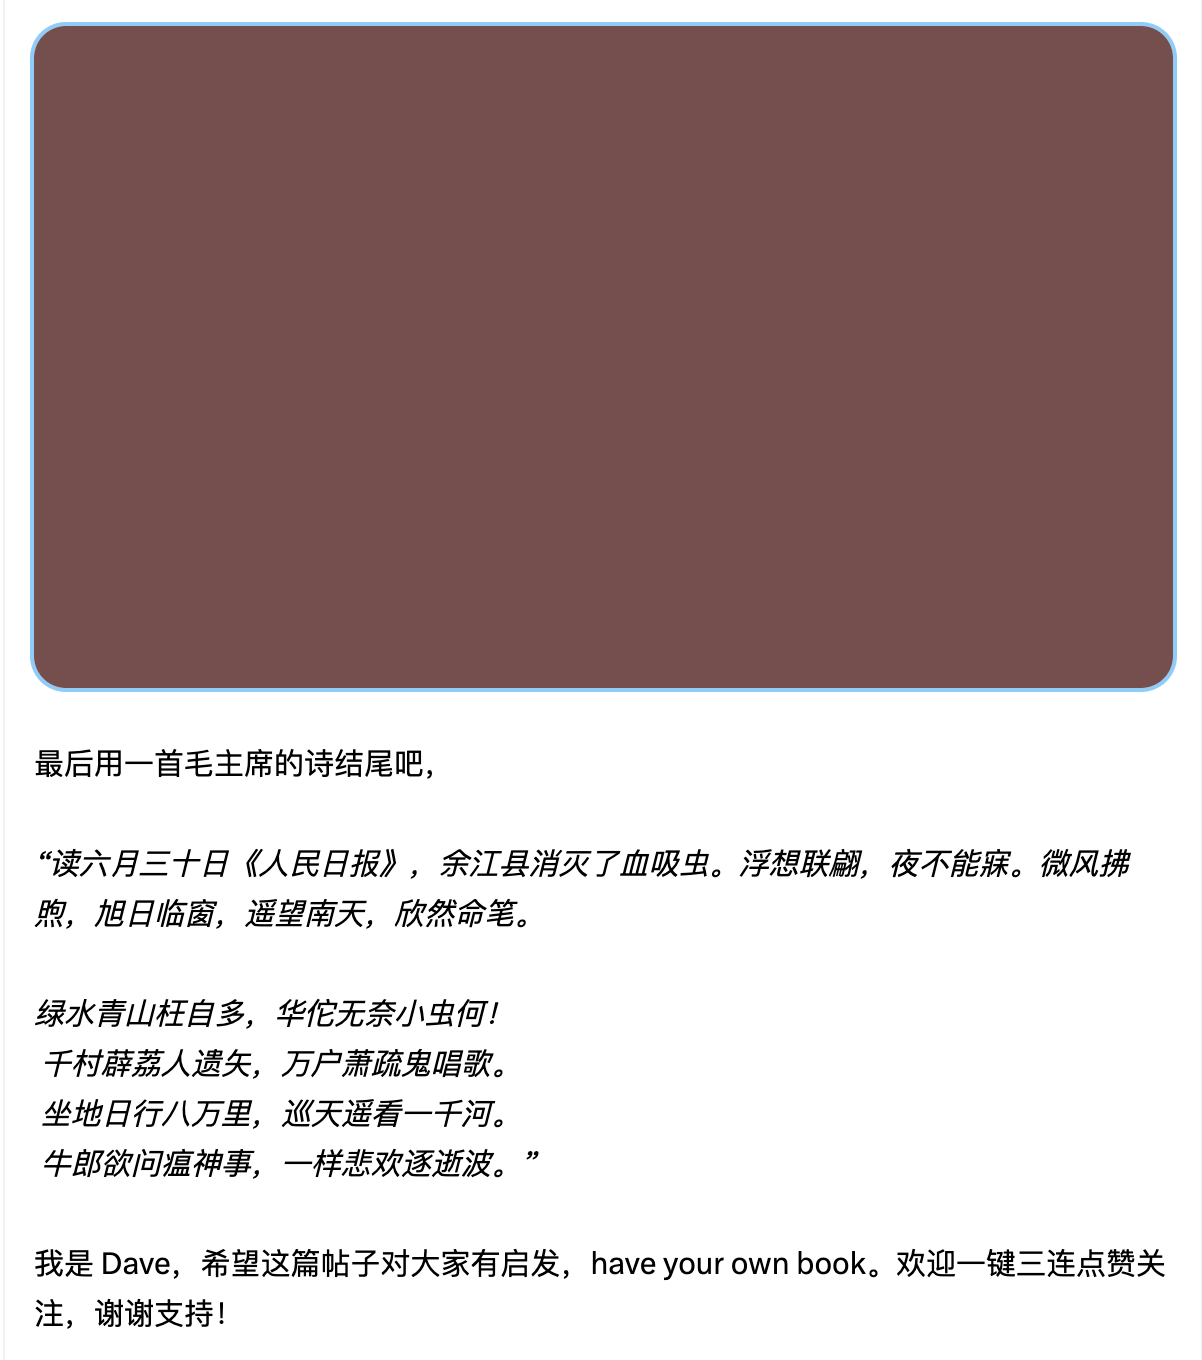 最后用一首毛主席的诗结尾吧，
“读六月三十日《人民日报》，余江县消灭了血吸虫。浮想联翩，夜不能寐。微风拂
煦，旭日临窗，遥望南天，欣然命笔。
绿水青山枉自多，华佗无奈小虫何！
千村薜荔人遗矢，万户萧疏鬼唱歌。
坐地日行八万里，巡天遥看一千河。
牛郎欲问瘟神事，一样悲欢逐逝波。”
我是 Dave，希望这篇帖子对大家有启发，have your own book。欢迎一键三连点赞关
注，谢谢支持！